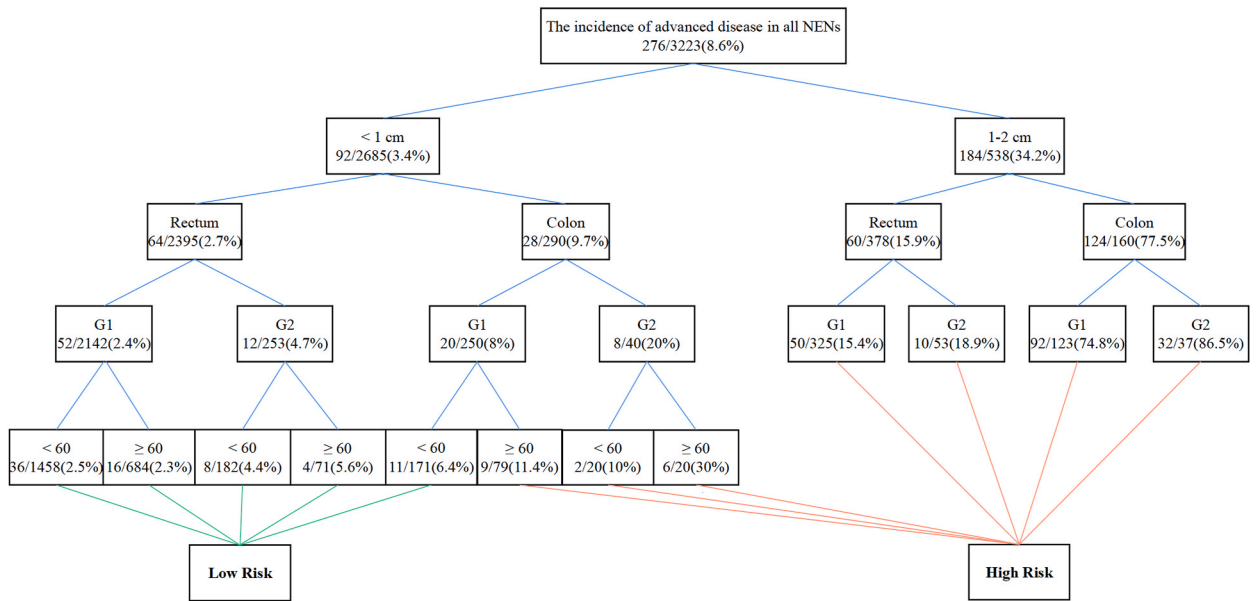 The incidence of advanced disease in all NENs
276/3223(8.6%)
< 1 cm
92/2685(3.4%)
1-2 cm
184/538(34.2%)
Rectum
64/2395(2.7%)
Colon
28/290(9.7%)
Rectum
60/378(15.9%)
Colon
124/160(77.5%)
G1
52/2142(2.4%)
G2
12/253(4.7%)
G1
20/250(8%)
G2
8/40(20%)
G1
50/325(15.4%)
G2
10/53(18.9%)
G1
92/123(74.8%)
G2
32/37(86.5%)
< 60
36/1458(2.5%)
≥ 60
16/684(2.3%)
< 60
8/182(4.4%)
≥ 60
4/71(5.6%)
< 60
11/171(6.4%)
≥ 60
9/79(11.4%)
< 60
2/20(10%)
≥ 60
6/20(30%)
Low Risk
High Risk